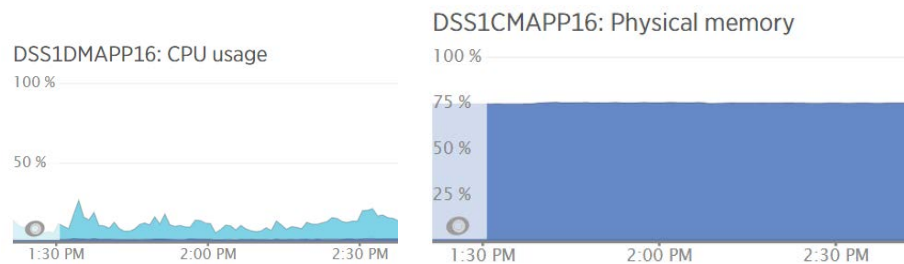 DSS1DMAPP16: CPU usage
100 %
50 %
1:30 PM 2:00 PM 2:30 PM
DSS1CMAPP16: Physical memory
100 %
75 %
50 %
25 %
1:30 PM 2:00 PM 2:30 PM